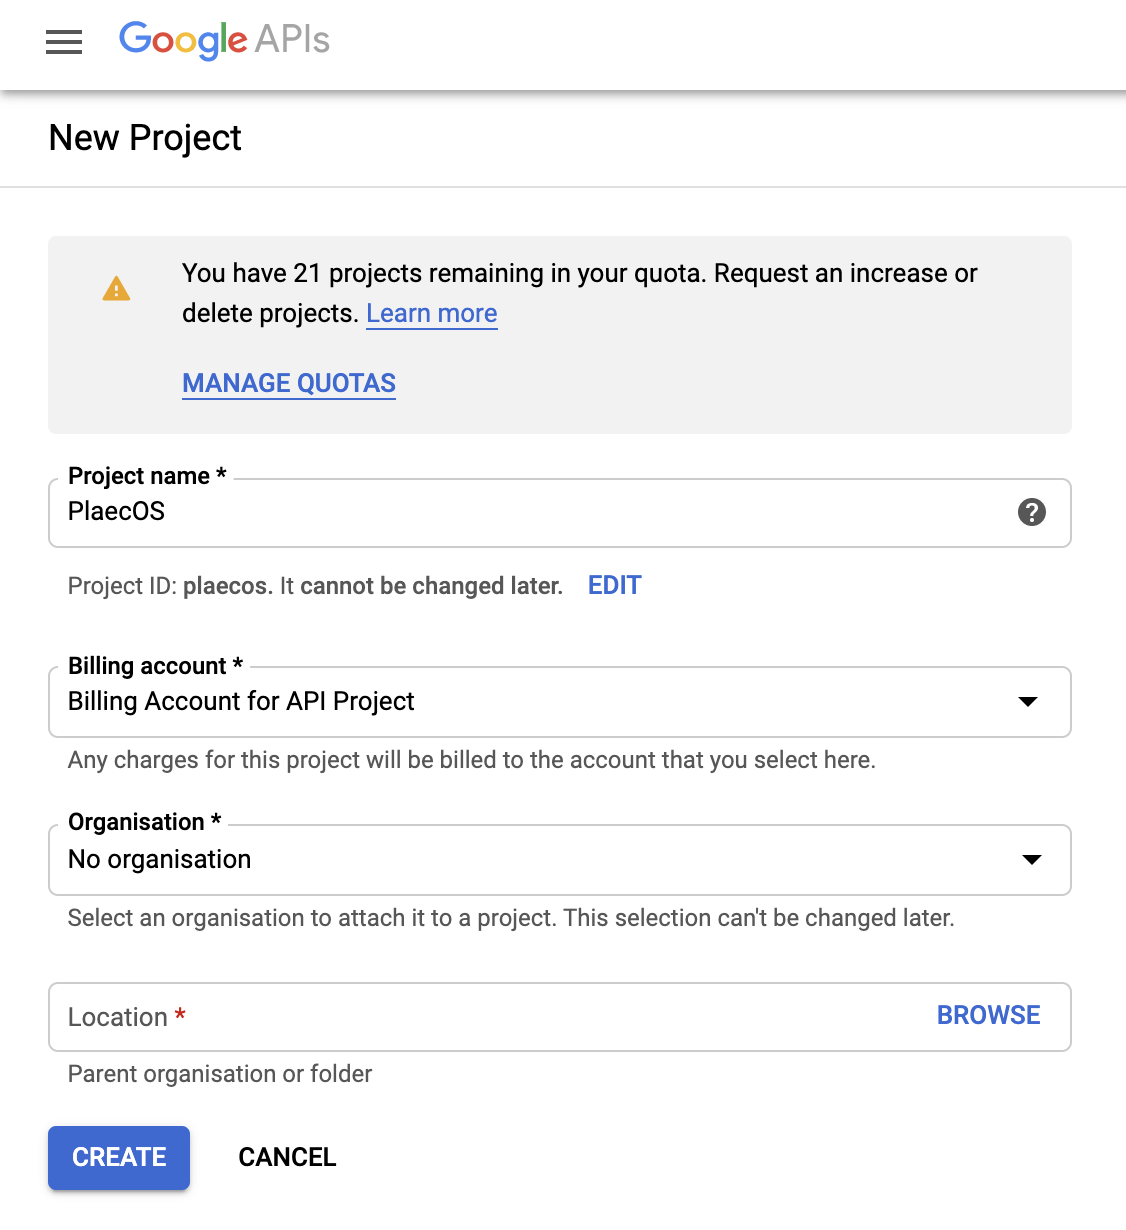 Google APIs
New Project
You have 21 projects remaining in your quota. Request an increase or
delete projects. Learn more
MANAGE QUOTAS
Project name *
PlaecOS
Project ID: plaecos. It cannot be changed later. EDIT
Billing account *
Billing Account for API Project
Any charges for this project will be billed to the account that you select here.
Organisation *
No organisation
Select an organisation to attach it to a project. This selection can't be changed later.
Location * BROWSE
Parent organisation or folder
CREATE CANCEL